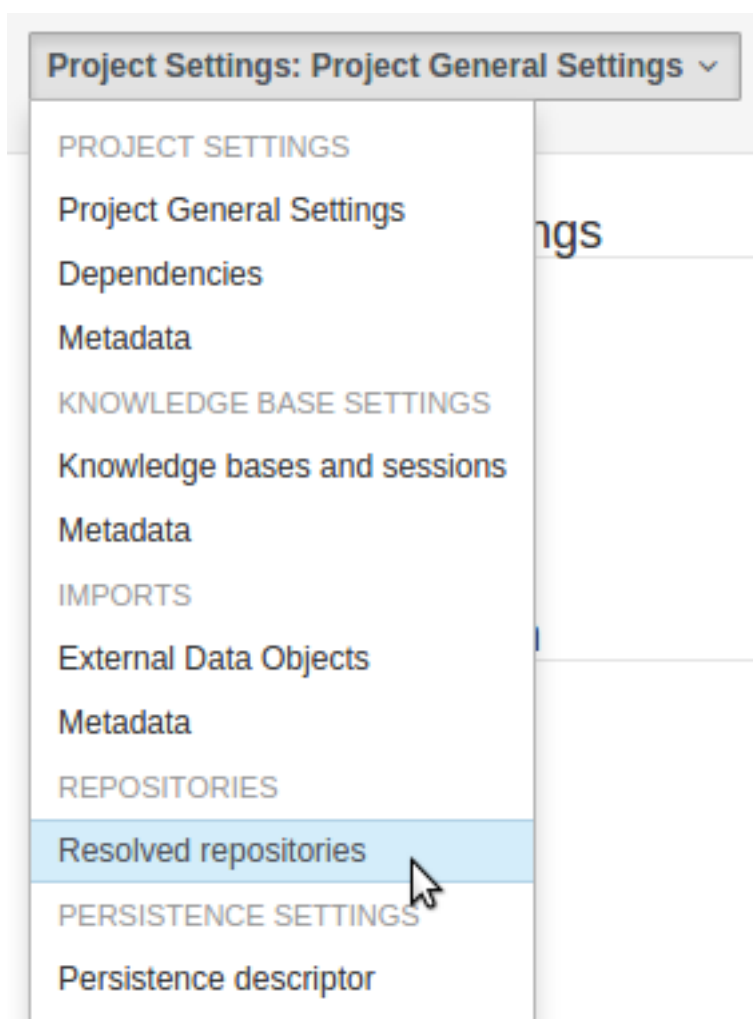 Project Settings: Project General Settings
PROJECT SETTINGS
Project General Settings
ngs
Dependencies
Metadata
KNOWLEDGE BASE SETTINGS
Knowledge bases and sessions
Metadata
IMPORTS
External Data Objects
Metadata
REPOSITORIES
Resolved repositories
PERSISTENCE SETTINGS
Persistence descriptor